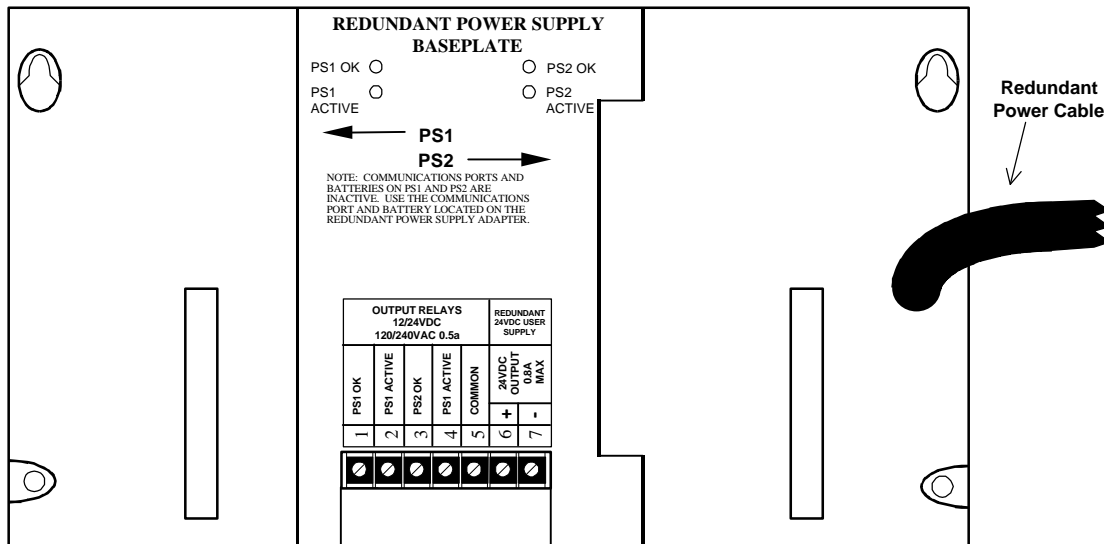 REDUNDANT POWER SUPPLY
BASEPLATE
PS1 OK
PS2 OK
PS1
ACTIVE
PS2
ACTIVE
PS1
PS2
NOTE: COMMUNICATIONS PORTS AND
BATTERIES ON PS1 AND PS2 ARE
INACTIVE. USE THE COMMUNICATIONS
PORT AND BATTERY LOCATED ON THE
REDUNDANT POWER SUPPLY ADAPTER.
Redundant
Power Cable
OUTPUT RELAYS
12/24VDC
120/240VAC 0.5a
REDUNDANT
24VDC USER
SUPPLY
PS1 OK
PS1 ACTIVE
PS2 OK
PS1 ACTIVE
COMMON
24VDC
OUTPUT
0.8A
MAX
+
-
1
2
3
4
5
6
7